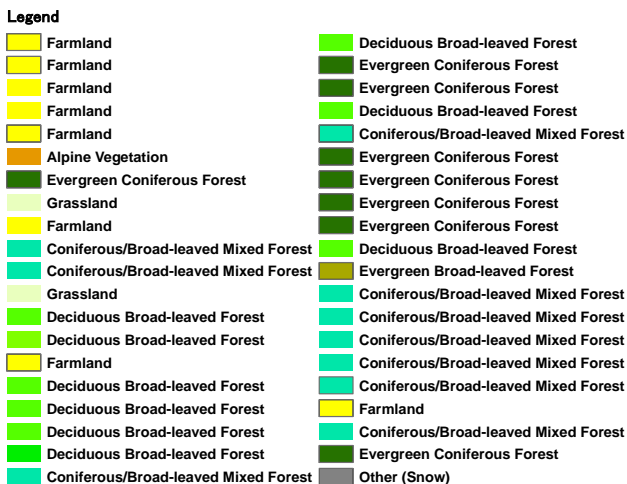 Legend
Farmland
Farmland
Farmland
Farmland
Farmland
Alpine Vegetation
Evergreen Coniferous Forest
Grassland
Farmland
Coniferous/Broad-leaved Mixed Forest
Coniferous/Broad-leaved Mixed Forest
Grassland
Deciduous Broad-leaved Forest
Deciduous Broad-leaved Forest
Farmland
Deciduous Broad-leaved Forest
Deciduous Broad-leaved Forest
Deciduous Broad-leaved Forest
Deciduous Broad-leaved Forest
Coniferous/Broad-leaved Mixed Forest
Deciduous Broad-leaved Forest
Evergreen Coniferous Forest
Evergreen Coniferous Forest
Deciduous Broad-leaved Forest
Coniferous/Broad-leaved Mixed Forest
Evergreen Coniferous Forest
Evergreen Coniferous Forest
Evergreen Coniferous Forest
Evergreen Coniferous Forest
Deciduous Broad-leaved Forest
Evergreen Broad-leaved Forest
Coniferous/Broad-leaved Mixed Forest
Coniferous/Broad-leaved Mixed Forest
Coniferous/Broad-leaved Mixed Forest
Coniferous/Broad-leaved Mixed Forest
Coniferous/Broad-leaved Mixed Forest
Farmland
Coniferous/Broad-leaved Mixed Forest
Evergreen Coniferous Forest
Other (Snow)